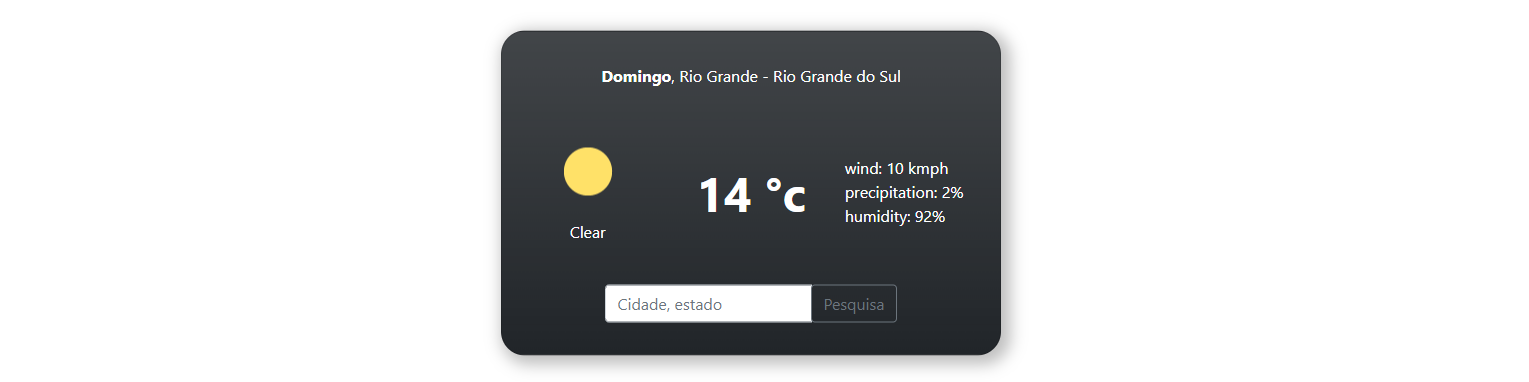 Domingo, Rio Grande - Rio Grande do Sul
Clear
14 °c
wind: 10 kmph
precipitation: 2%
humidity: 92%
Cidade, estado
Pesquisa